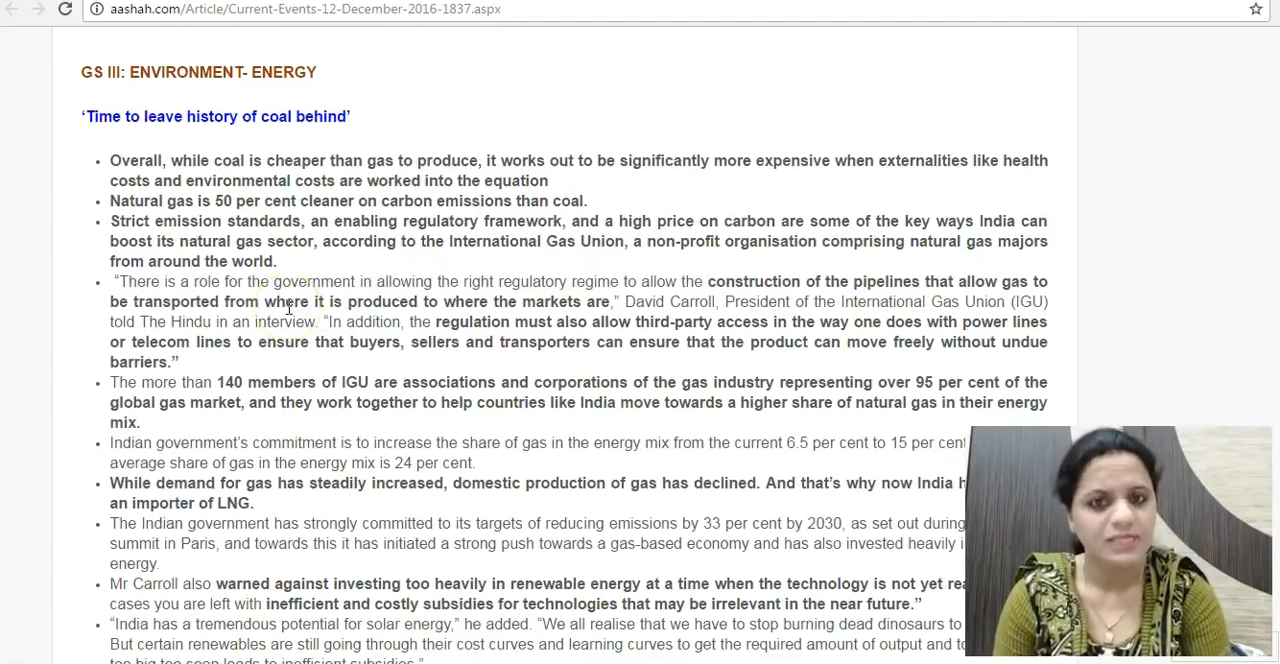 aashah.com/Article/Current-Events-12-December-2016-1837.aspx
GS III: ENVIRONMENT- ENERGY
‘Time to leave history of coal behind’
• Overall, while coal is cheaper than gas to produce, it works out to be significantly more expensive when externalities like health
costs and environmental costs are worked into the equation
• Natural gas is 50 per cent cleaner on carbon emissions than coal.
• Strict emission standards, an enabling regulatory framework, and a high price on carbon are some of the key ways India can
boost its natural gas sector, according to the International Gas Union, a non-profit organisation comprising natural gas majors
from around the world.
• “There is a role for the government in allowing the right regulatory regime to allow the construction of the pipelines that allow gas to
be transported from where it is produced to where the markets are,” David Carroll, President of the International Gas Union (IGU)
told The Hindu in an interview. “In addition, the regulation must also allow third-party access in the way one does with power lines
or telecom lines to ensure that buyers, sellers and transporters can ensure that the product can move freely without undue
barriers.”
• The more than 140 members of IGU are associations and corporations of the gas industry representing over 95 per cent of the
global gas market, and they work together to help countries like India move towards a higher share of natural gas in their energy
mix.
• Indian government’s commitment is to increase the share of gas in the energy mix from the current 6.5 per cent to 15 per cent
average share of gas in the energy mix is 24 per cent.
• While demand for gas has steadily increased, domestic production of gas has declined. And that’s why now India
an importer of LNG.
• The Indian government has strongly committed to its targets of reducing emissions by 33 per cent by 2030, as set out during
summit in Paris, and towards this it has initiated a strong push towards a gas-based economy and has also invested heavily
energy.
• Mr Carroll also warned against investing too heavily in renewable energy at a time when the technology is not yet
cases you are left with inefficient and costly subsidies for technologies that may be irrelevant in the near future.”
• “India has a tremendous potential for solar energy,” he added. “We all realise that we have to stop burning dead dinosaurs to
But certain renewables are still going through their cost curves and learning curves to get the required amount of output and
too big too soon leads to inefficient subsidies.”